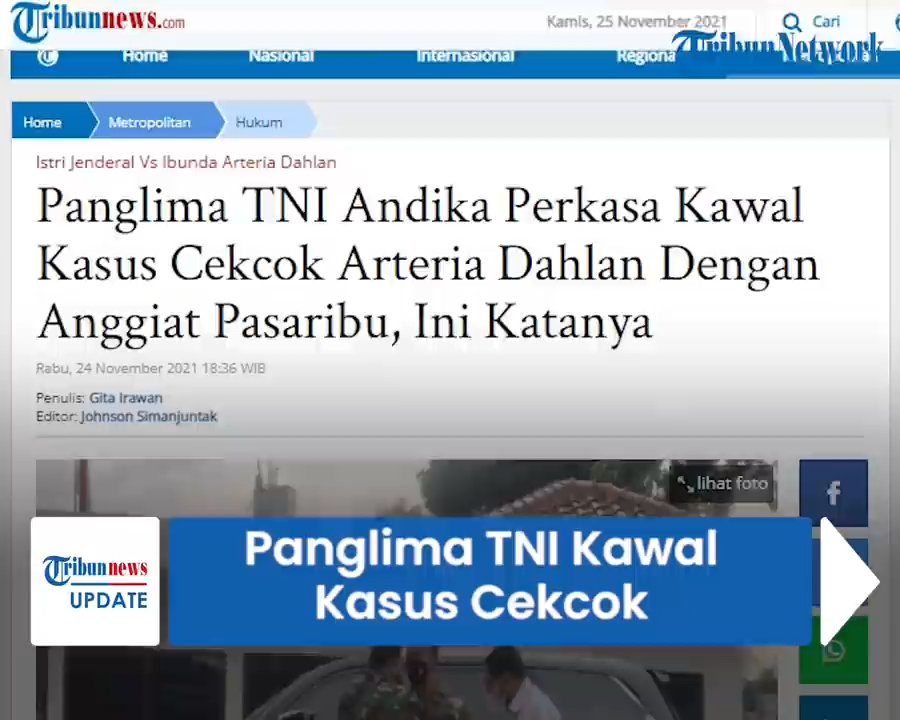 Tribunnews.com
Kamis, 25 November 2021
Cari
TribunNetwork
Home
Nasional
Internasional
Regional
Home
Metropolitan
Hukum
Istri Jenderal Vs Ibunda Arteria Dahlan
Panglima TNI Andika Perkasa Kawal
Kasus Cekcok Arteria Dahlan Dengan
Anggiat Pasaribu, Ini Katanya
Rabu, 24 November 2021 18:36 WIB
Penulis: Gita Irawan
Editor: Johnson Simanjuntak
lihat foto
f
Tribunnews
UPDATE
Panglima TNI Kawal
Kasus Cekcok